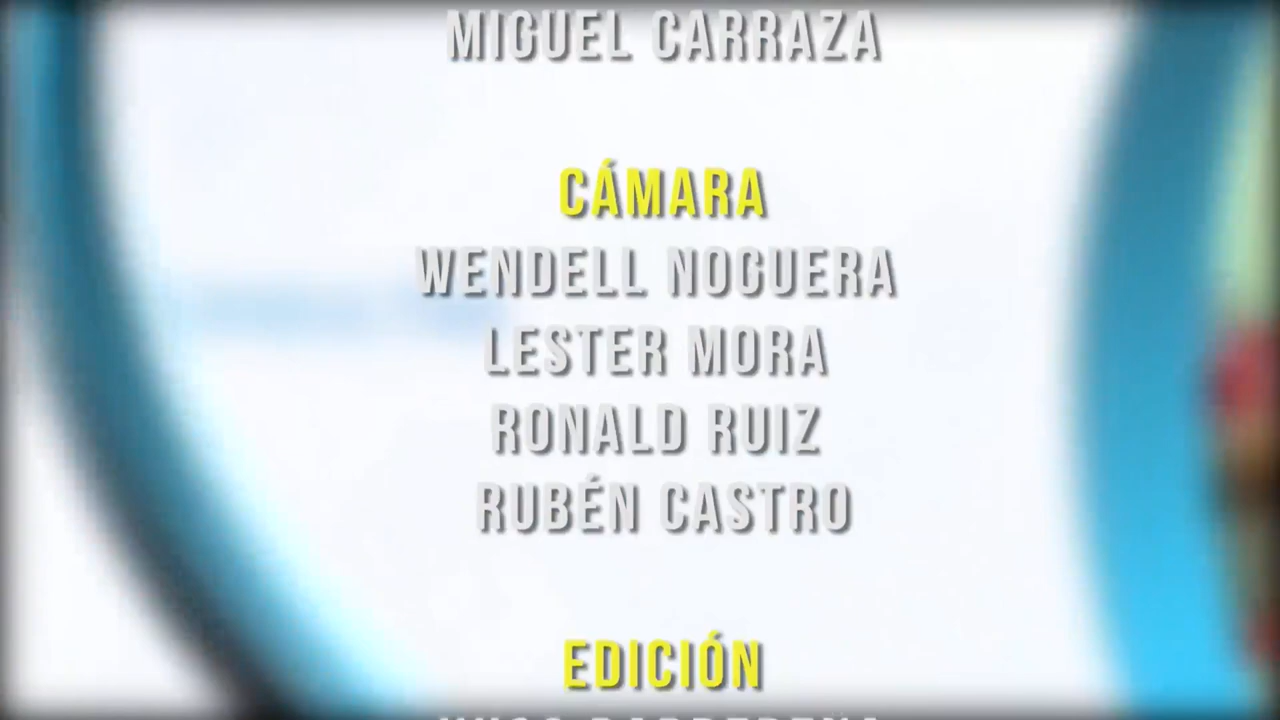 MIGUEL CARRAZA
CÁMARA
WENDELL NOGUERA
LESTER MORA
RONALD RUIZ
RUBÉN CASTRO
EDICIÓN